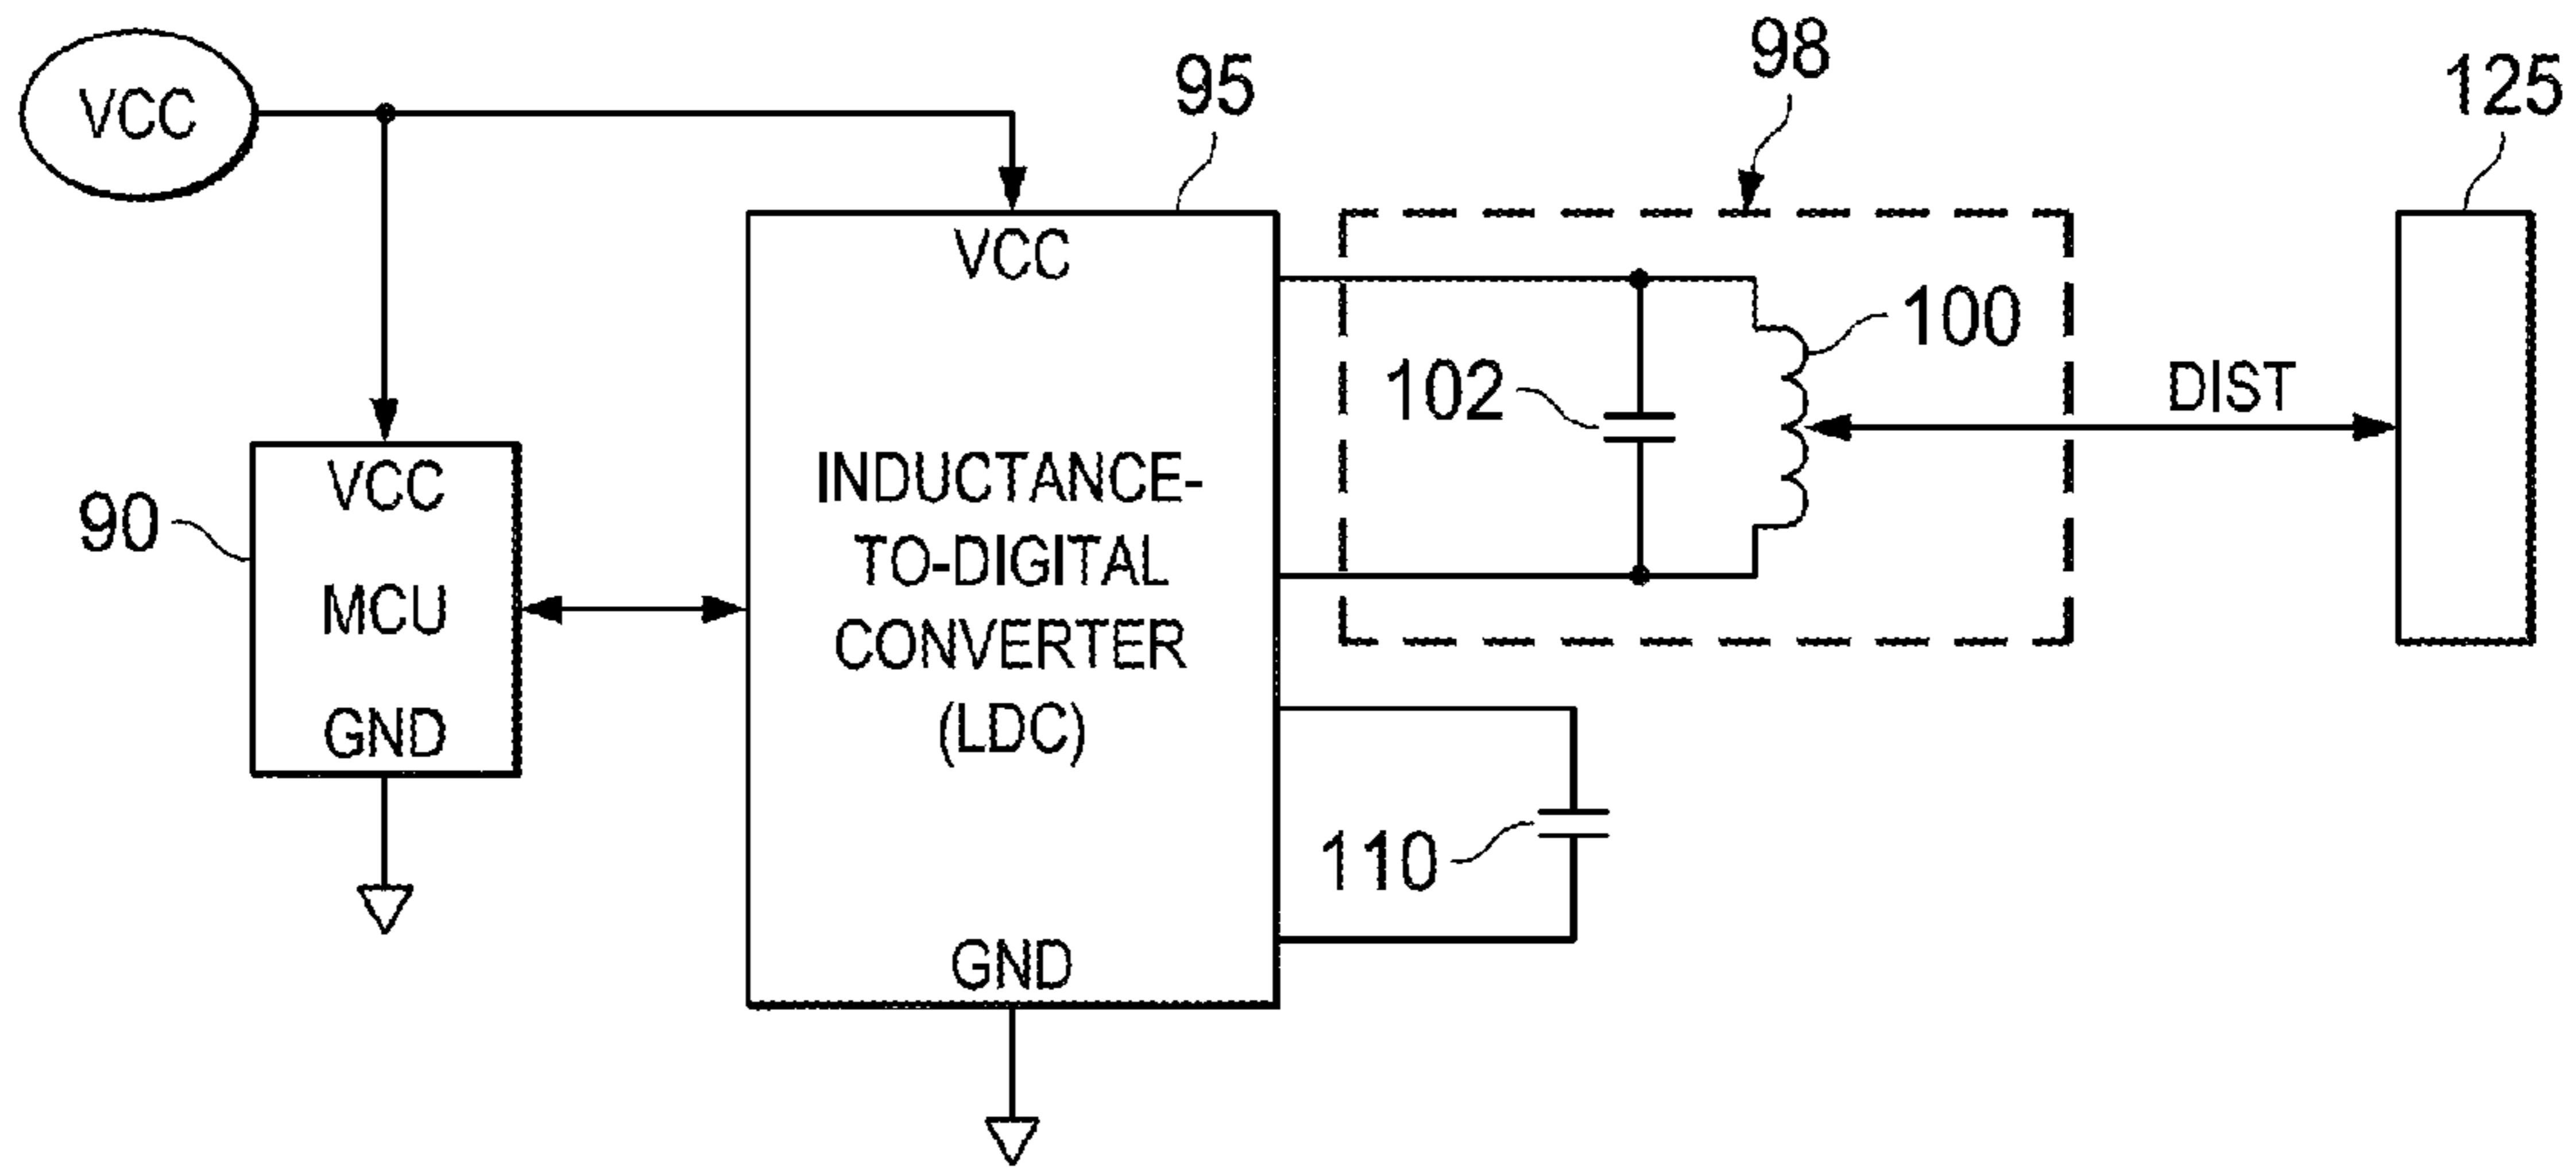 98
95
125
VCC
VCC
100
102
DIST
VCC
90
MCU
GND
INDUCTANCE-
TO-DIGITAL
CONVERTER
(LDC)
110
GND